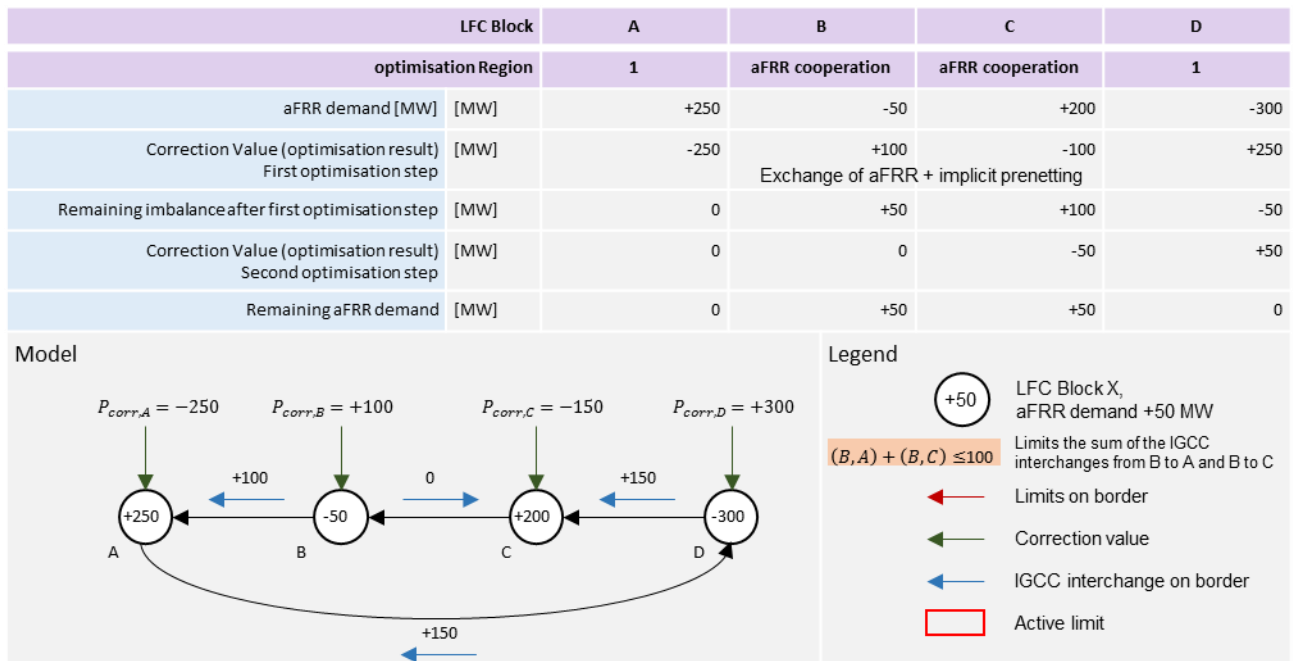 LFC Block A B C D
optimisation Region 1 aFRR cooperation aFRR cooperation 1
aFRR demand [MW] [MW] +250 -50 +200 -300
Correction Value (optimisation result) [MW] -250 +100 -100 +250
First optimisation step Exchange of aFRR + implicit prenetting
Remaining imbalance after first optimisation step [MW] 0 +50 +100 -50
Correction Value (optimisation result) [MW] 0 0 -50 +50
Second optimisation step
Remaining aFRR demand [MW] 0 +50 +50 0
Model
P_{corr,A} = −250 P_{corr,B} = +100 P_{corr,C} = −150 P_{corr,D} = +300
+100 0 +150
+250 -50 +200 -300
A B C D
+150
Legend
+50 LFC Block X,
aFRR demand +50 MW
(B, A) + (B, C) ≤100 Limits the sum of the IGCC
interchanges from B to A and B to C
Limits on border
Correction value
IGCC interchange on border
Active limit